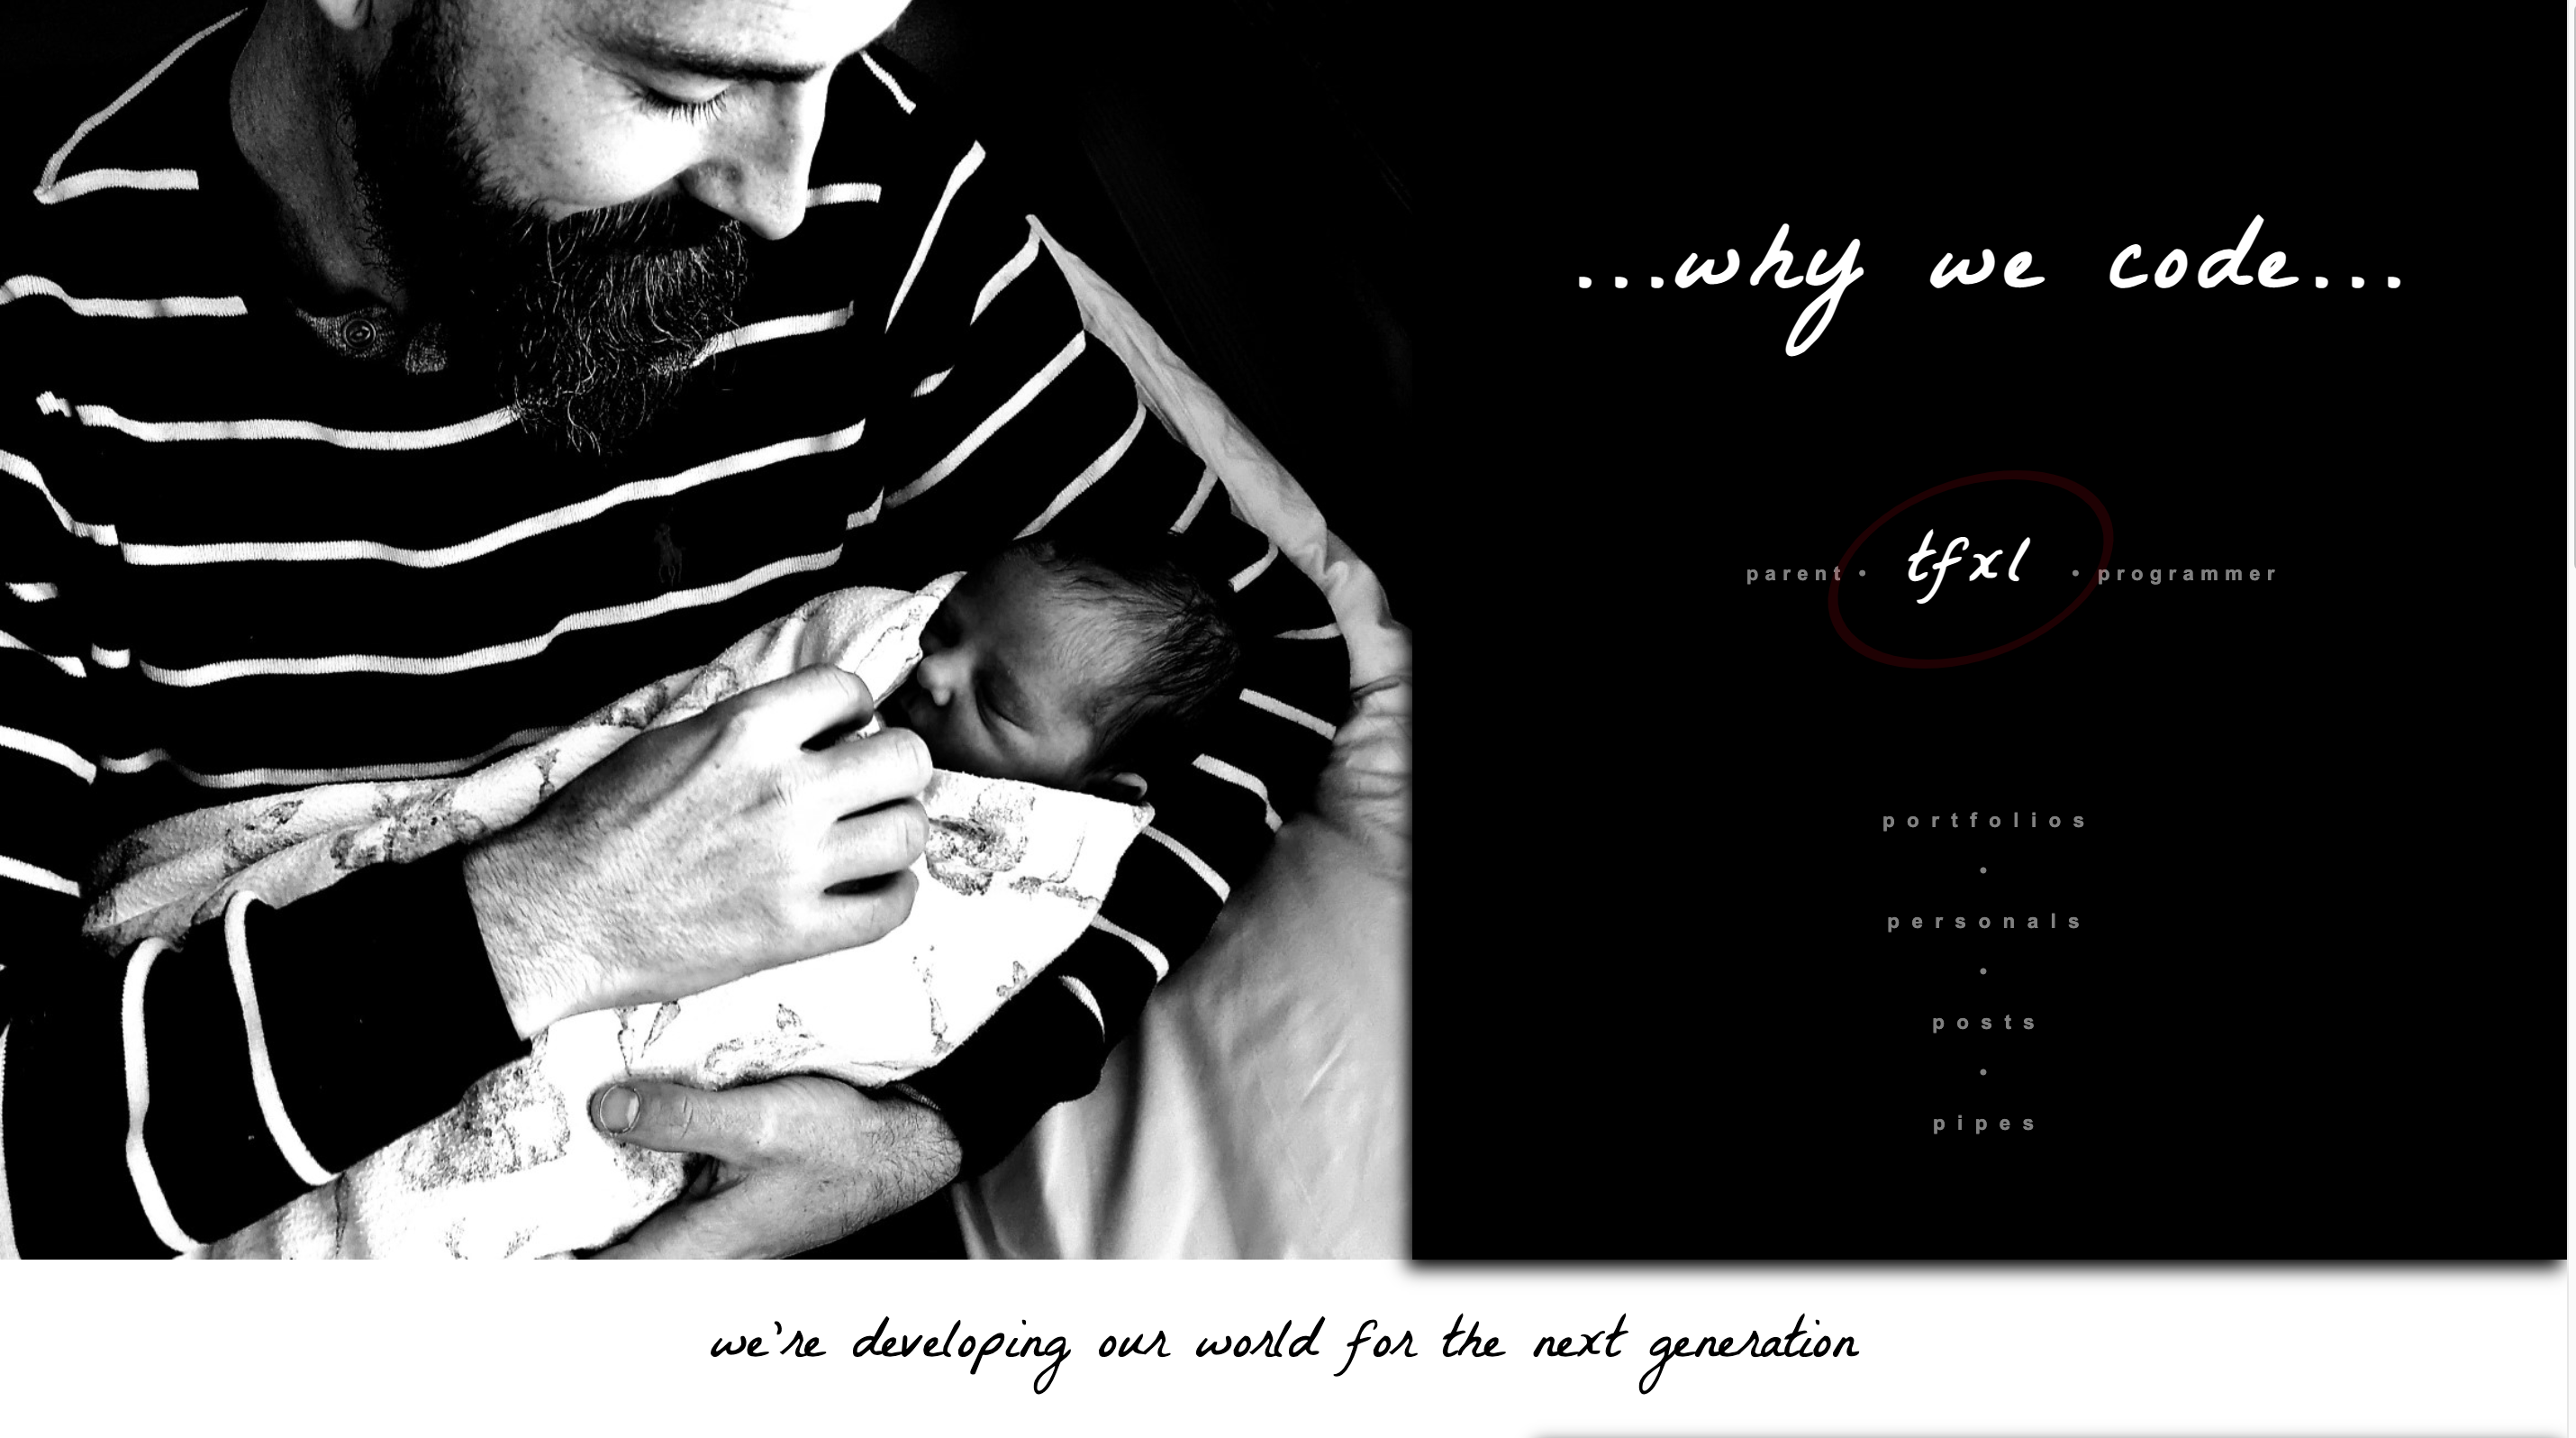 ...why we code...
parent • tfxl • programmer
portfolios
•
personals
•
posts
•
pipes
we're developing our world for the next generation